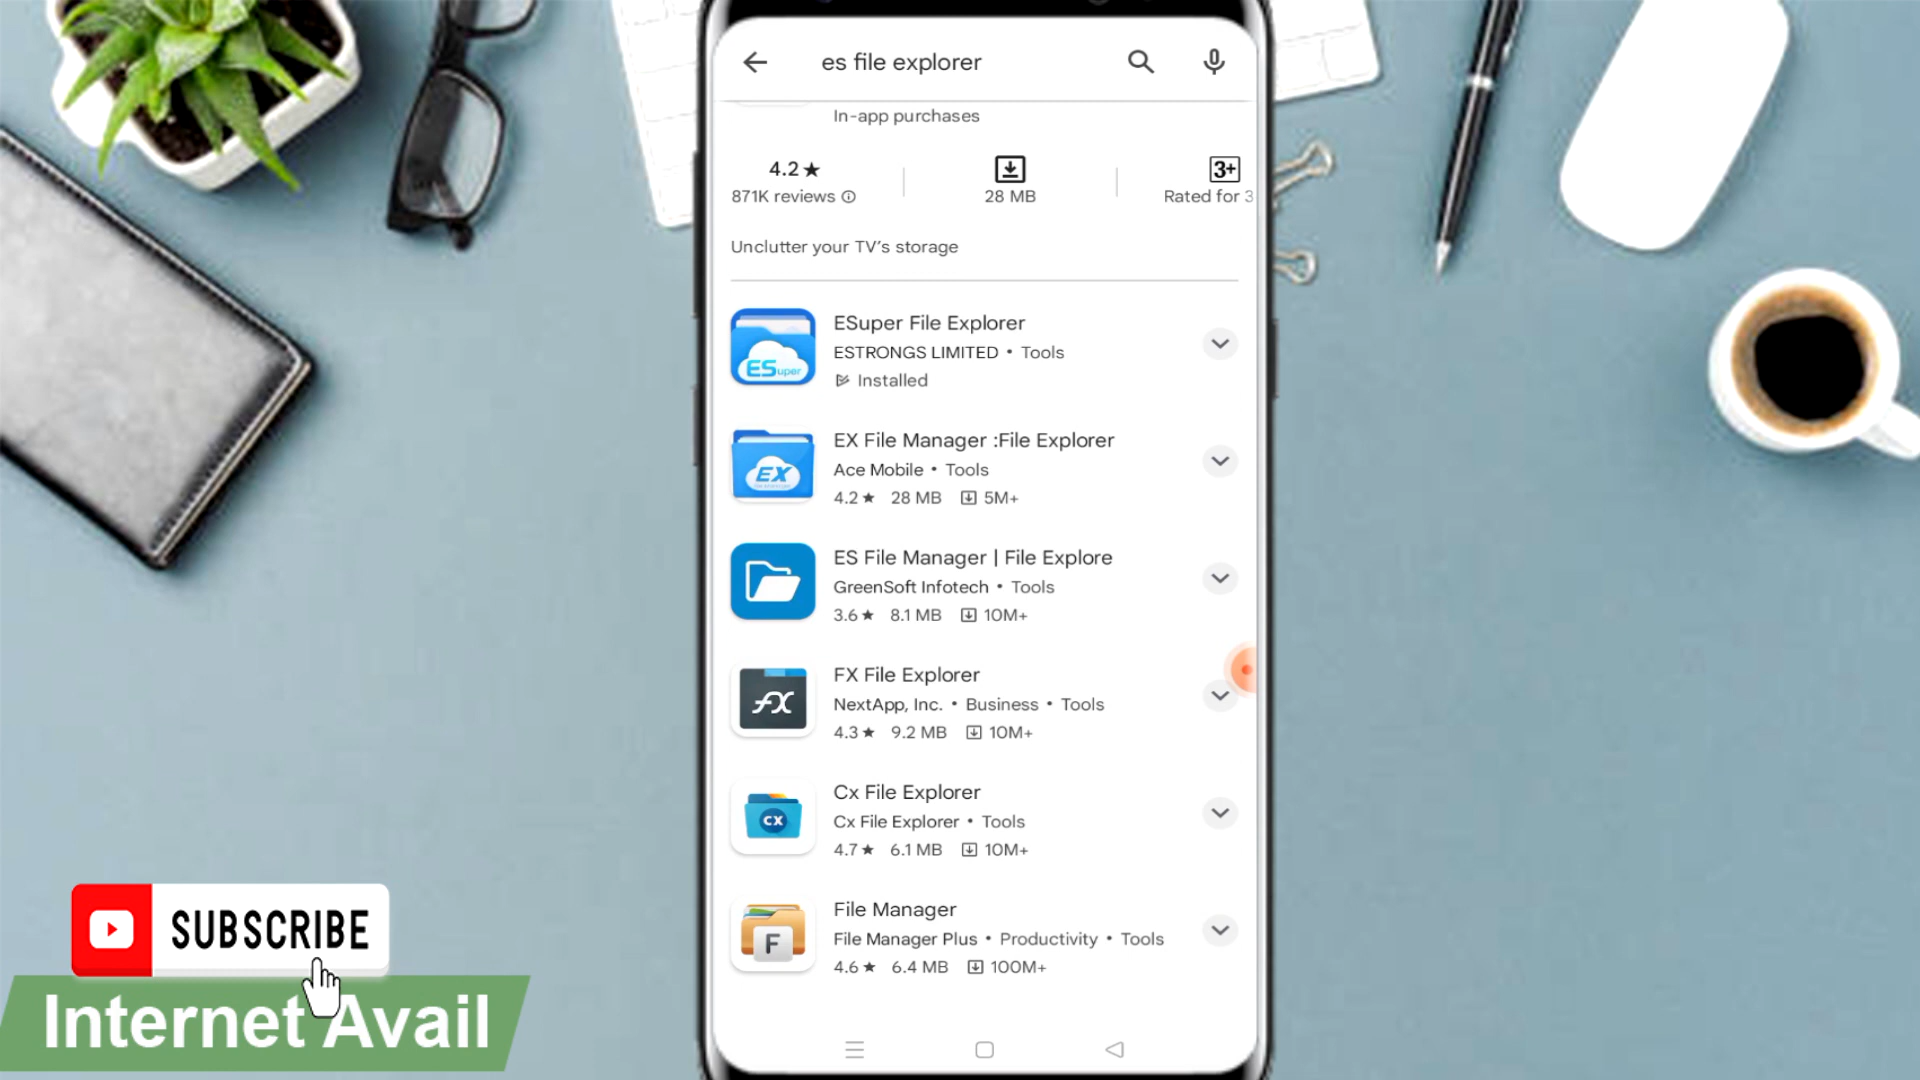 es file explorer
In-app purchases
4.2★
871K reviews
28 MB
3+
Rated for 3
Unclutter your TV's storage
ESuper
ESuper File Explorer
ESTRONGS LIMITED • Tools
Installed
EX
EX File Manager :File Explorer
Ace Mobile • Tools
4.2★ 28 MB 5M+
ES File Manager | File Explore
GreenSoft Infotech • Tools
3.6★ 8.1 MB 10M+
FX
FX File Explorer
NextApp, Inc. • Business • Tools
4.3★ 9.2 MB 10M+
CX
Cx File Explorer
Cx File Explorer • Tools
4.7★ 6.1 MB 10M+
F
File Manager
File Manager Plus • Productivity • Tools
4.6★ 6.4 MB 100M+
SUBSCRIBE
Internet Avail